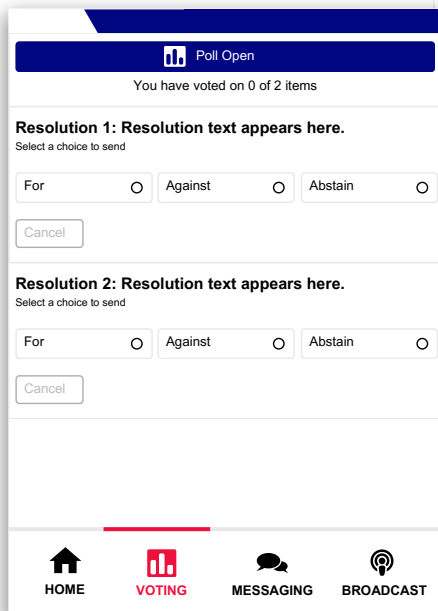 Poll Open
You have voted on 0 of 2 items
Resolution 1: Resolution text appears here.
Select a choice to send
For Against Abstain
Cancel
Resolution 2: Resolution text appears here.
Select a choice to send
For Against Abstain
Cancel
HOME VOTING MESSAGING BROADCAST